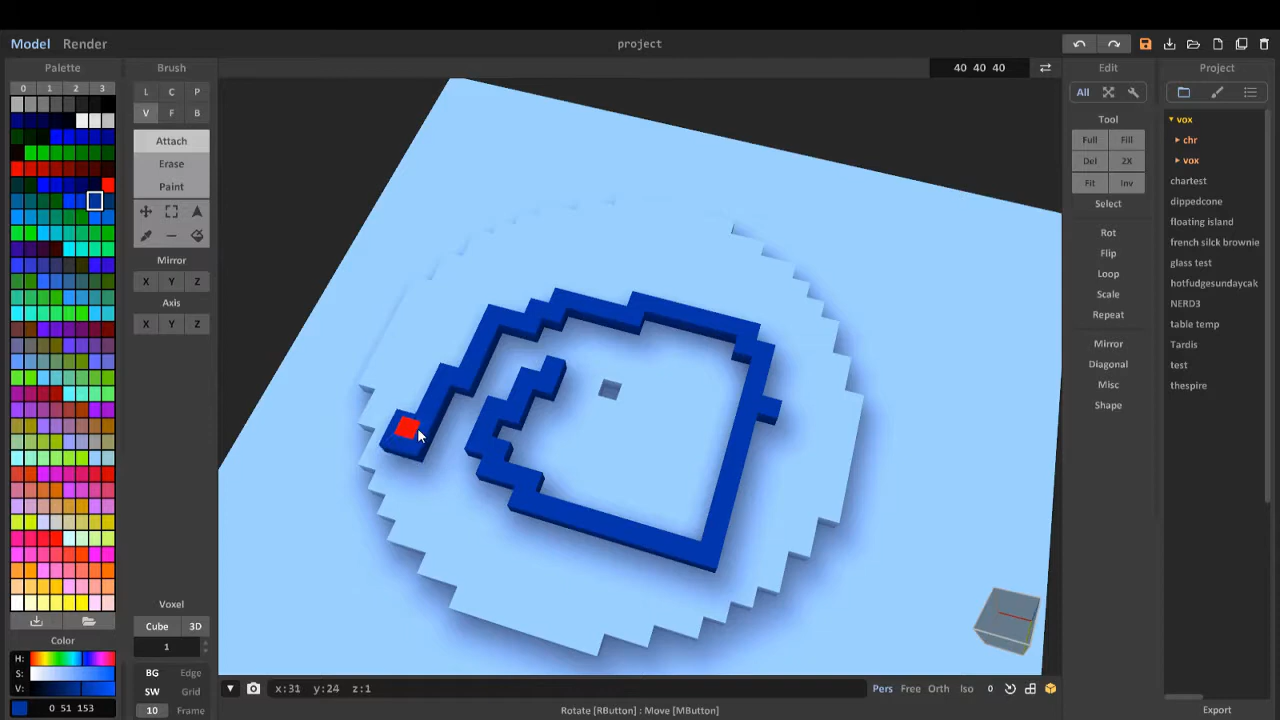 Model Render
project
Palette
Brush
40 40 40
Edit
Project
0 1 2 3
L C P
V F B
Attach
Erase
Paint
Mirror
X Y Z
Axis
X Y Z
All
Tool
Full Fill
Del 2X
Fit Inv
Select
Rot
Flip
Loop
Scale
Repeat
Mirror
Diagonal
Misc
Shape
vox
chr
vox
chartest
dippedcone
floating island
french silk brownie
glass test
hotfudgesundaycak
NERD3
table temp
Tardis
test
thespire
Voxel
Cube 3D
1
Color
H:
S:
V:
0 51 153
BG Edge
SW Grid
10 Frame
x:31 y:24 z:1
Pers Free Orth Iso 0
Rotate [RButton] : Move [MButton]
Export